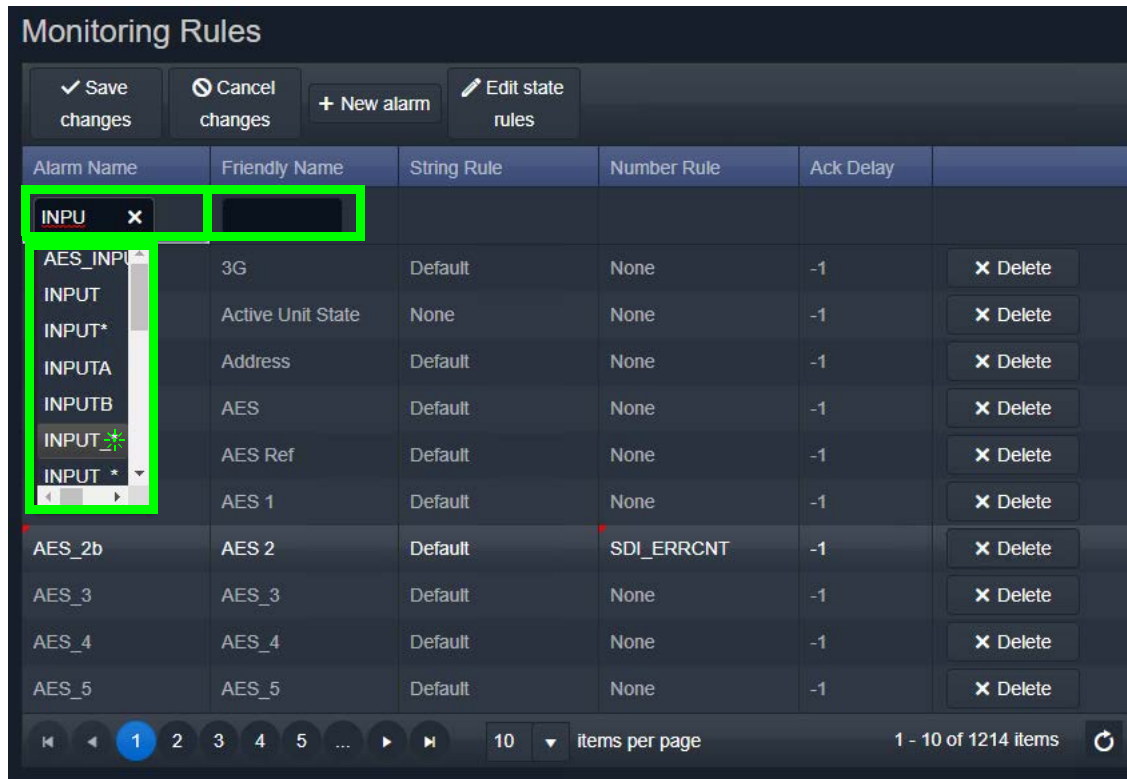 Monitoring Rules
✓ Save changes Cancel changes + New alarm Edit state rules
Alarm Name Friendly Name String Rule Number Rule Ack Delay
INPU ×
AES_INPU
INPUT
INPUT*
INPUTA
INPUTB
INPUT_*
INPUT_*
3G Default None -1 × Delete
Active Unit State None None -1 × Delete
Address Default None -1 × Delete
AES Default None -1 × Delete
AES Ref Default None -1 × Delete
AES 1 Default None -1 × Delete
AES_2b AES 2 Default SDI_ERRCNT -1 × Delete
AES_3 AES_3 Default None -1 × Delete
AES_4 AES_4 Default None -1 × Delete
AES_5 AES_5 Default None -1 × Delete
1 2 3 4 5 ... 10 items per page 1 - 10 of 1214 items